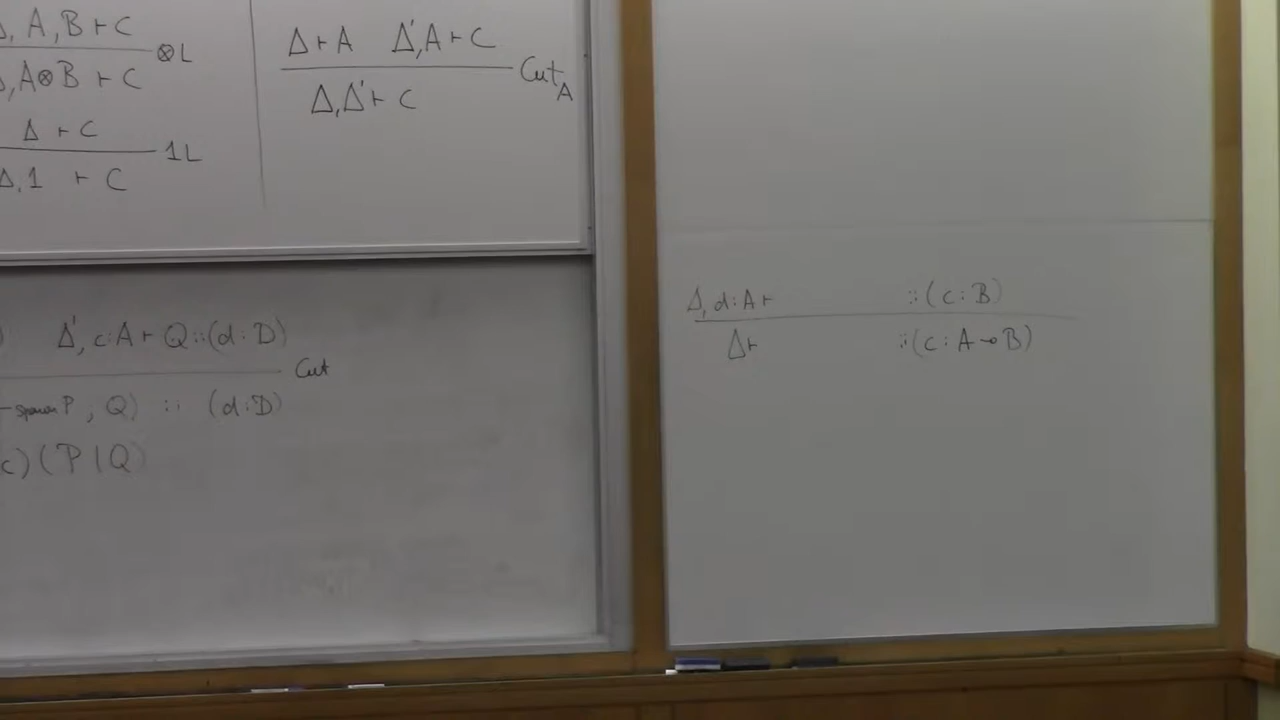 Δ, A, B ⊢ C
⊗L
Δ, A⊗B ⊢ C
Δ ⊢ C
1L
Δ, 1 ⊢ C
Δ ⊢ A    Δ', A ⊢ C
Cut_A
Δ, Δ' ⊢ C
)    Δ', c:A ⊢ Q :: (d:D)
Cut
spawn P , Q) :: (d:D)
c) (P | Q)
Δ, d:A ⊢    :: (c:B)
Δ ⊢    :: (c: A ⊸ B)